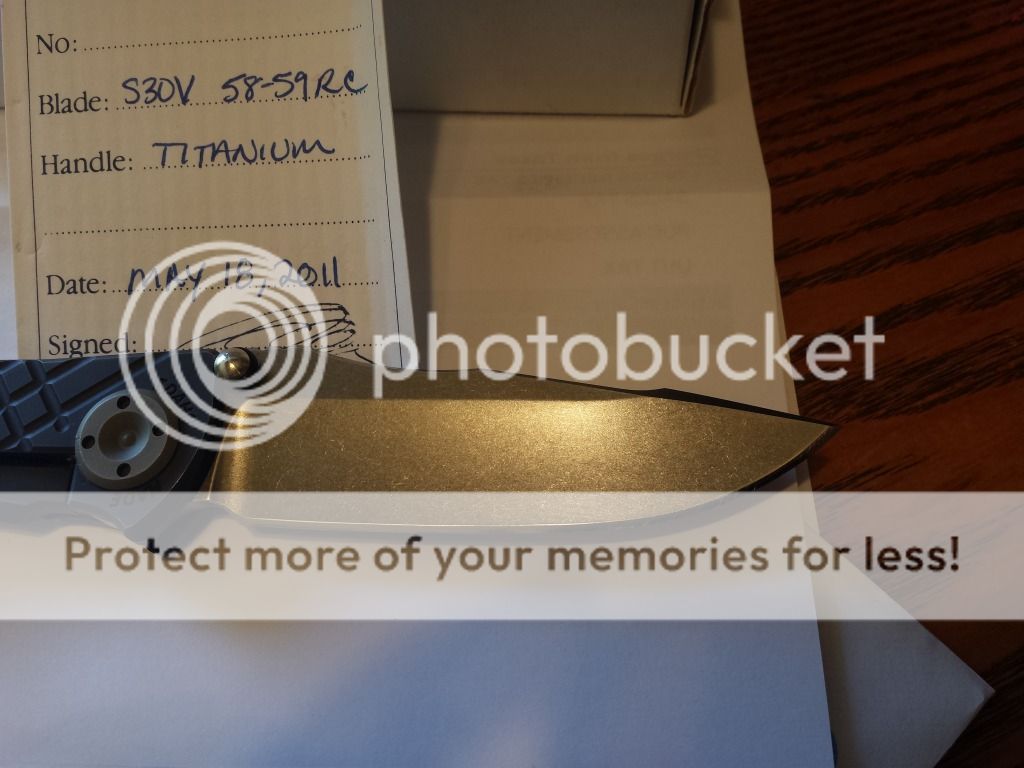 No:
Blade: S30V 58-59RC
Handle: TITANIUM
Date: MAY 18, 2011
Signed:
photobucket
Protect more of your memories for less!